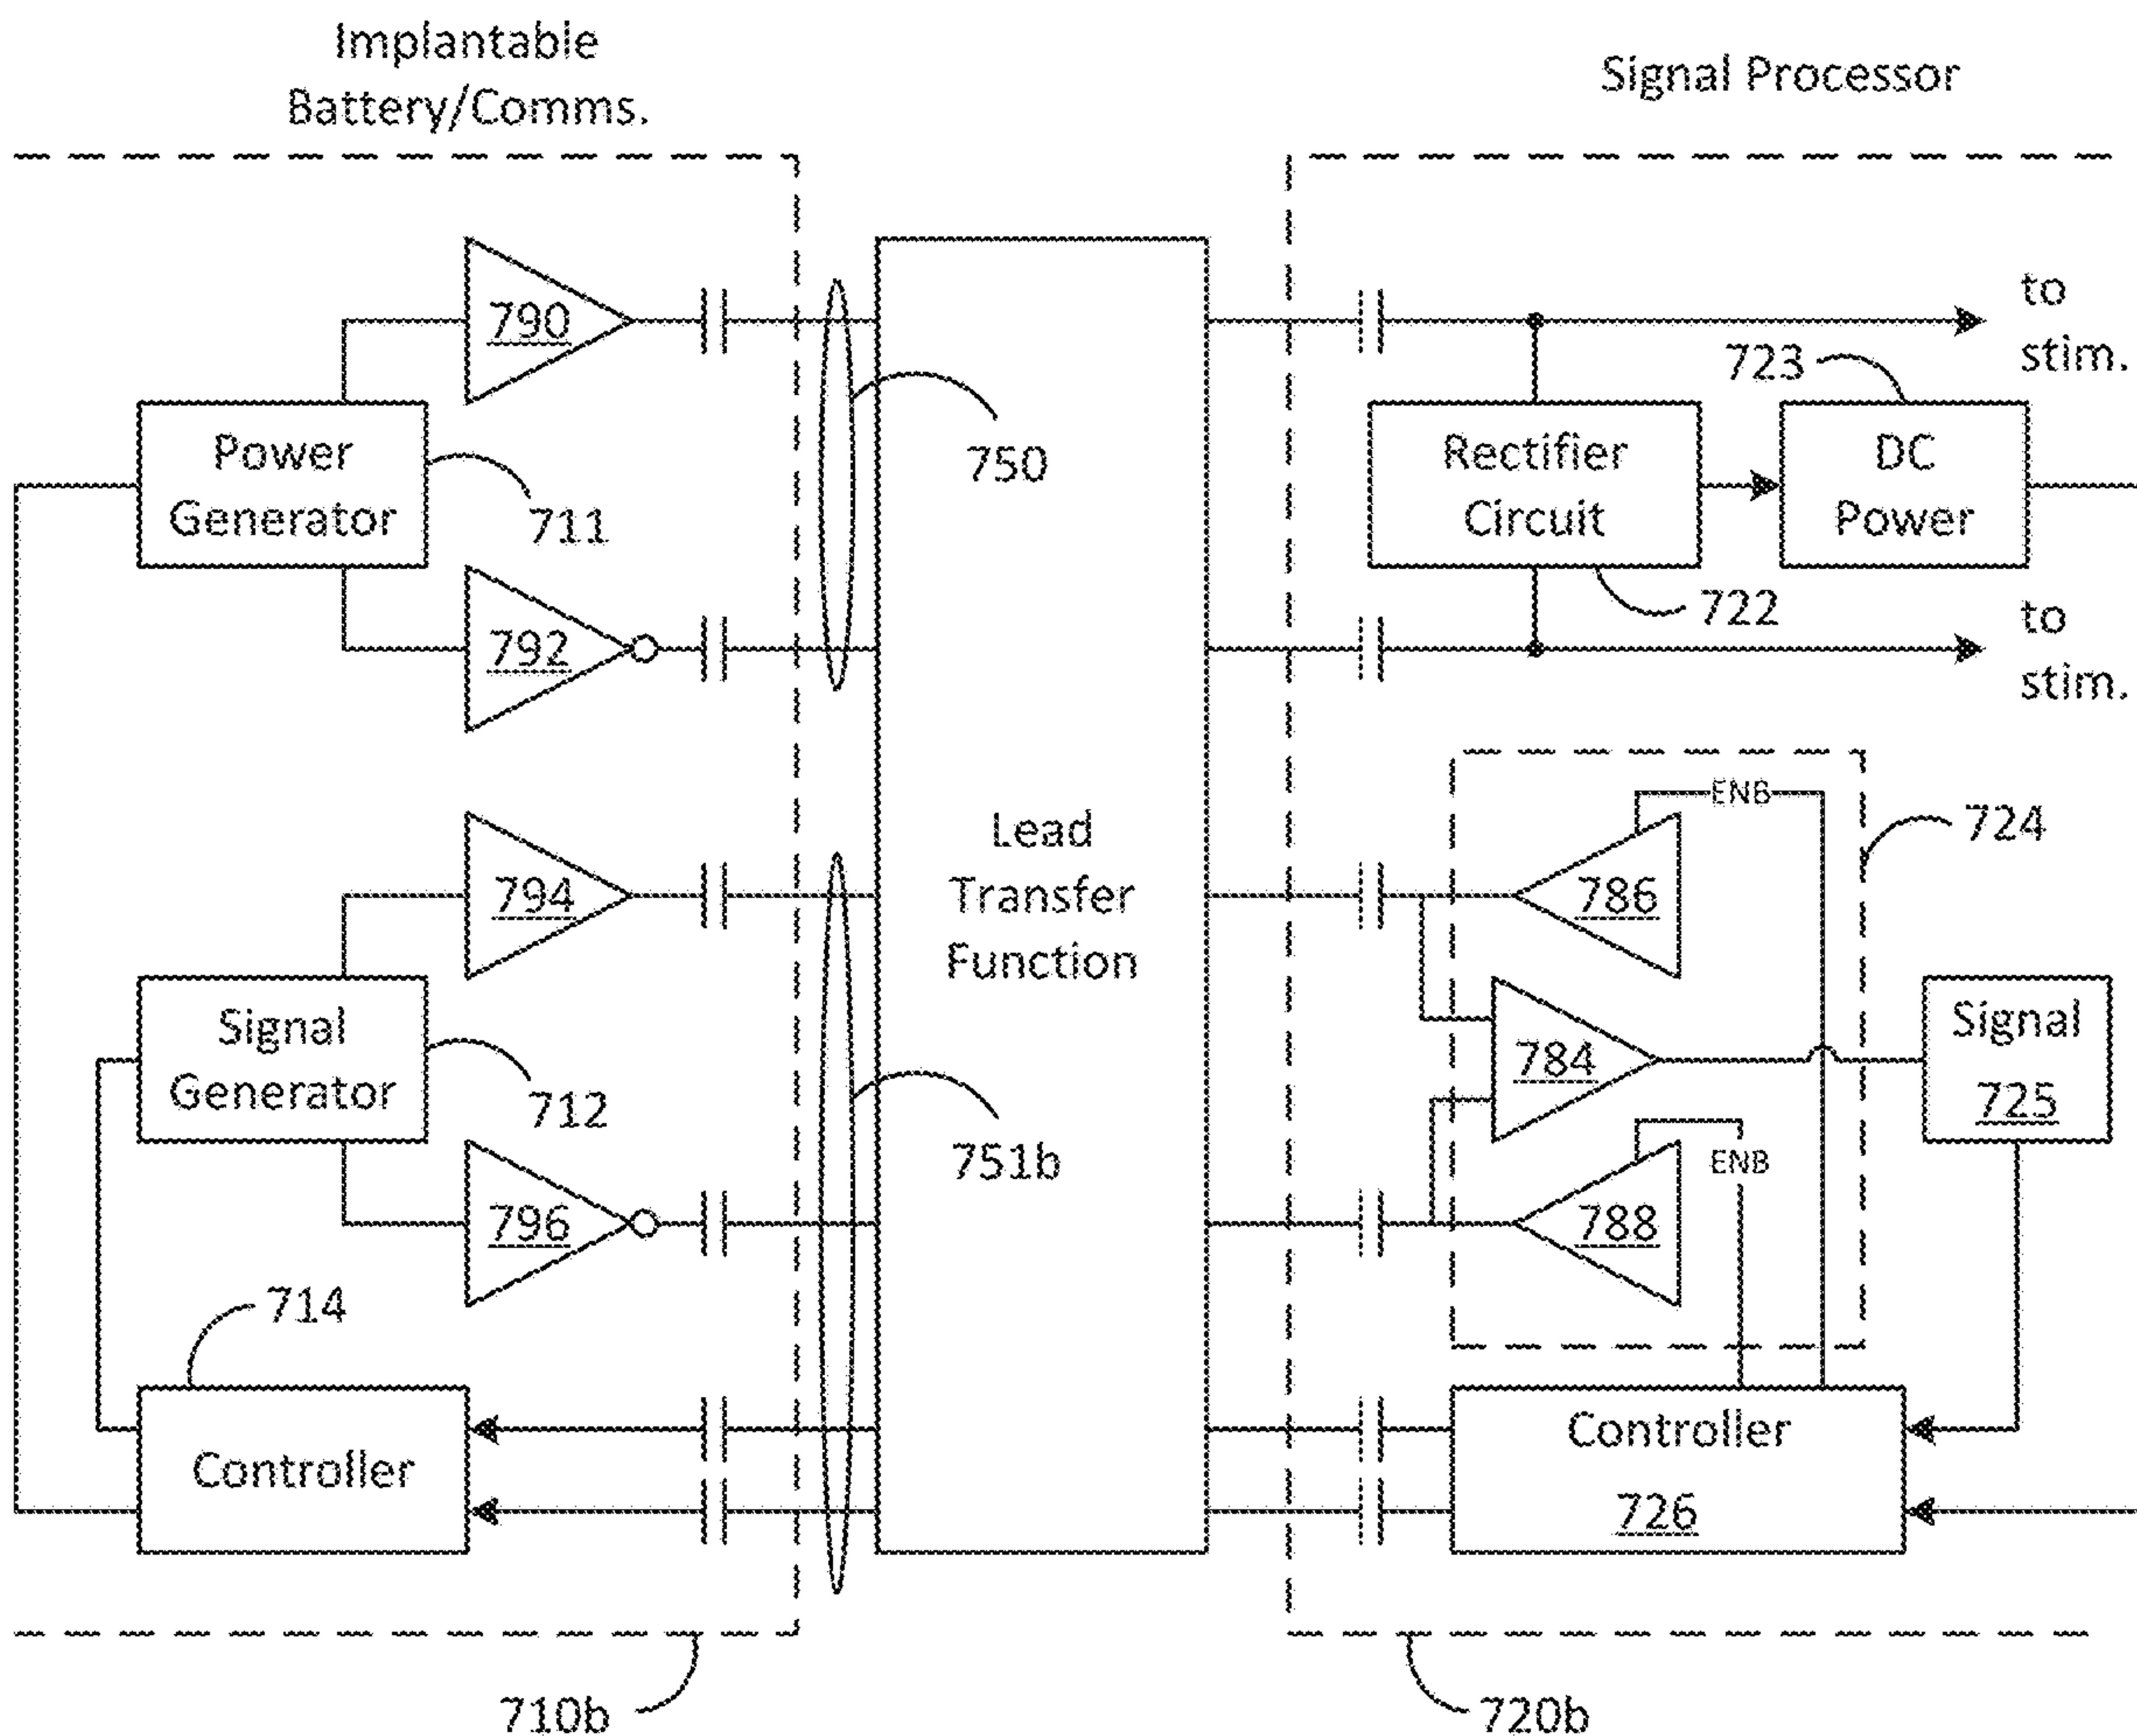 Implantable
Battery/Comms.
Signal Processor
790
to
stim.
723
750
Power
Generator
711
Rectifier
Circuit
DC
Power
722
792
to
stim.
ENB
724
Lead
Transfer
Function
794
786
Signal
Generator
712
784
Signal
725
751b
ENB
796
788
714
Controller
Controller
726
710b
720b